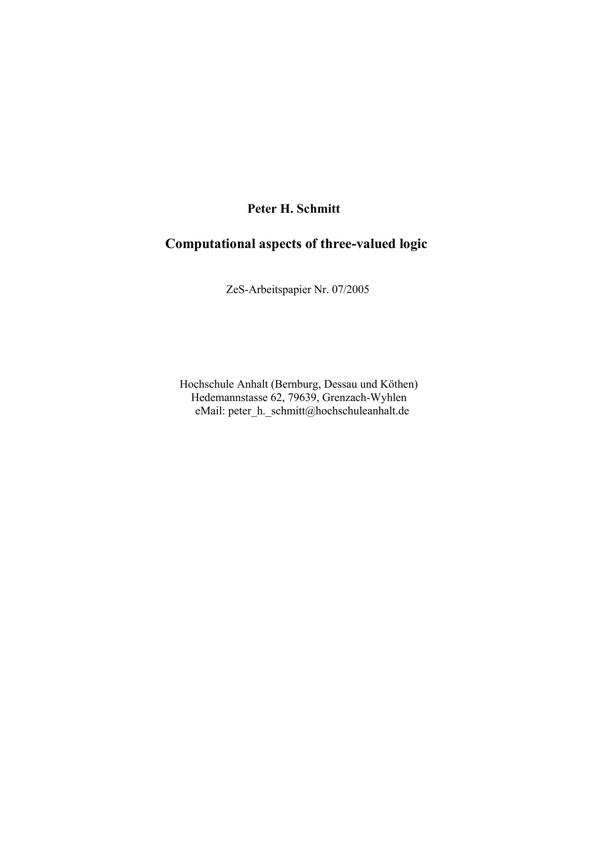 Peter H. Schmitt
Computational aspects of three-valued logic
ZeS-Arbeitspapier Nr. 07/2005
Hochschule Anhalt (Bernburg, Dessau und Köthen)
Hedemannstasse 62, 79639, Grenzach-Wyhlen
eMail: peter_h._schmitt@hochschuleanhalt.de